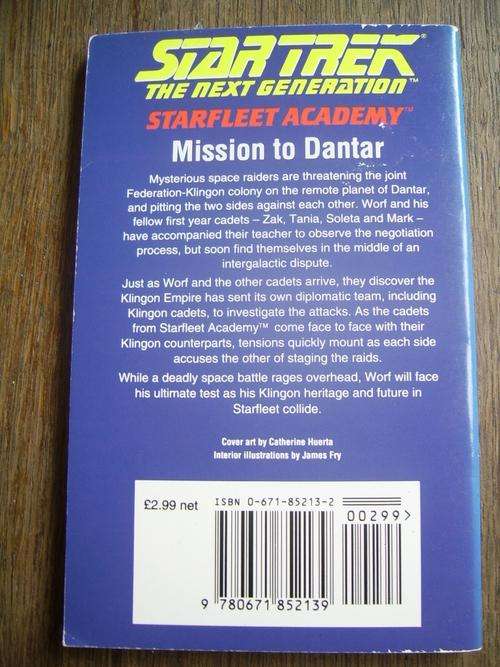 STAR TREK®
THE NEXT GENERATION™
STARFLEET ACADEMY™
Mission to Dantar
Mysterious space raiders are threatening the joint
Federation-Klingon colony on the remote planet of Dantar,
and pitting the two sides against each other. Worf and his
fellow first year cadets – Zak, Tania, Soleta and Mark –
have accompanied their teacher to observe the negotiation
process, but soon find themselves in the middle of an
intergalactic dispute.
Just as Worf and the other cadets arrive, they discover the
Klingon Empire has sent its own diplomatic team, including
Klingon cadets, to investigate the attacks. As the cadets
from Starfleet Academy™ come face to face with their
Klingon counterparts, tensions quickly mount as each side
accuses the other of staging the raids.
While a deadly space battle rages overhead, Worf will face
his ultimate test as his Klingon heritage and future in
Starfleet collide.
Cover art by Catherine Huerta
Interior illustrations by James Fry
£2.99 net
ISBN 0-671-85213-2
00299>
9 780671 852139